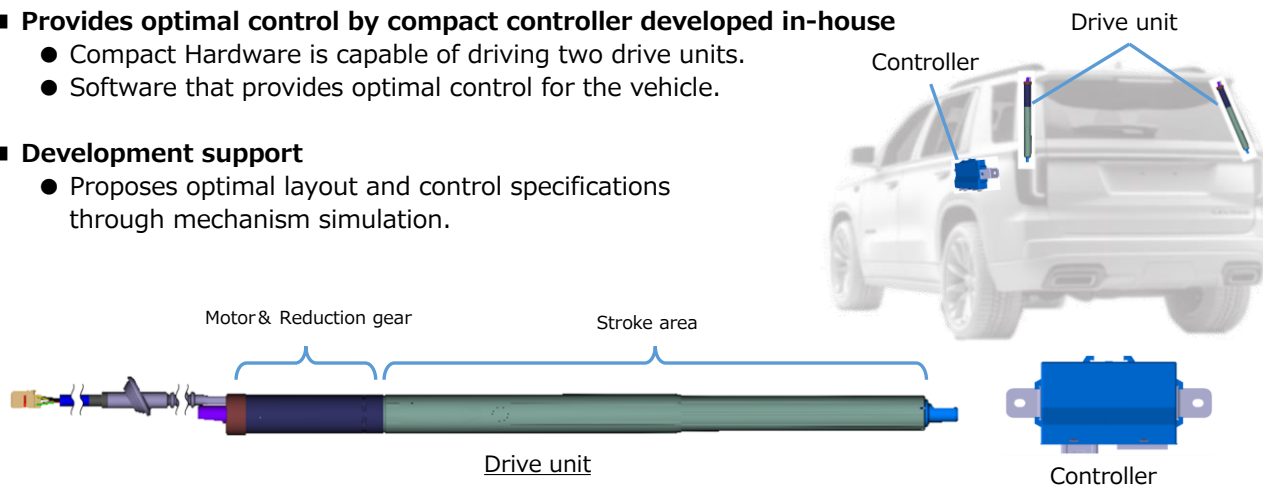 ■ Provides optimal control by compact controller developed in-house
● Compact Hardware is capable of driving two drive units.
● Software that provides optimal control for the vehicle.
■ Development support
● Proposes optimal layout and control specifications
through mechanism simulation.
Drive unit
Controller
Motor& Reduction gear
Stroke area
Drive unit
Controller